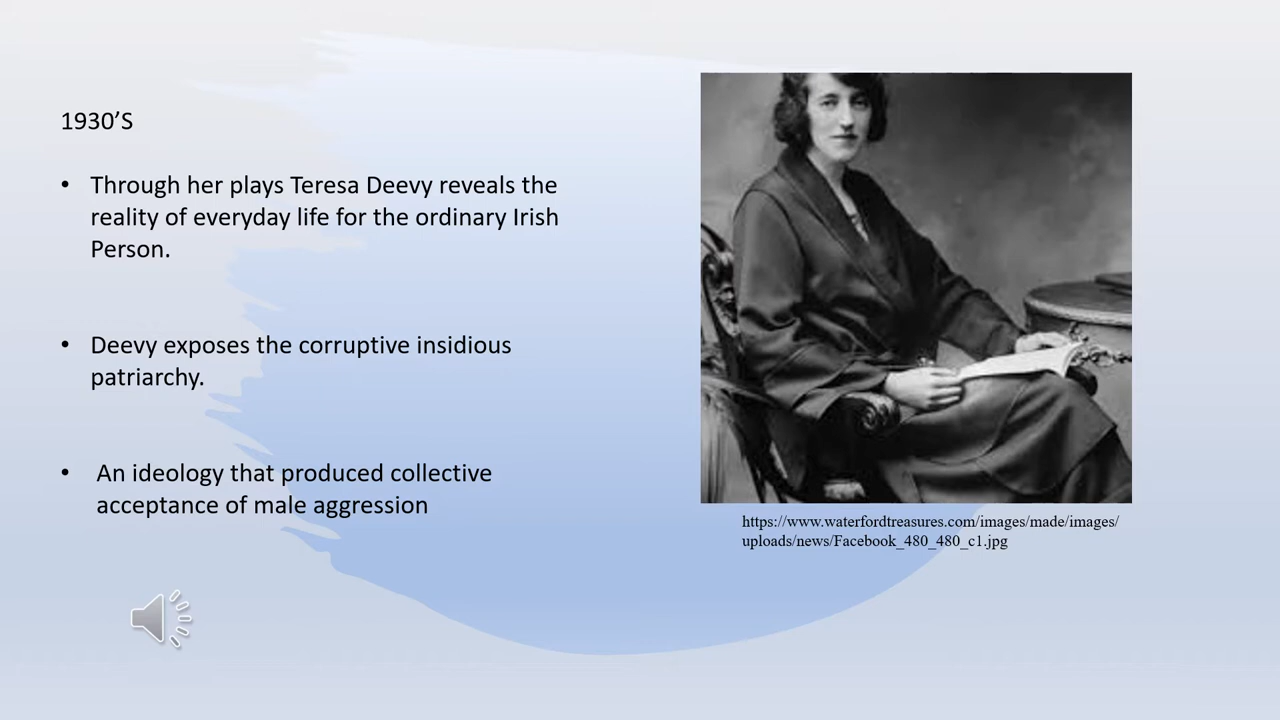 1930’S
• Through her plays Teresa Deevy reveals the
reality of everyday life for the ordinary Irish
Person.
• Deevy exposes the corruptive insidious
patriarchy.
• An ideology that produced collective
acceptance of male aggression
https://www.waterfordtreasures.com/images/made/images/
uploads/news/Facebook_480_480_c1.jpg